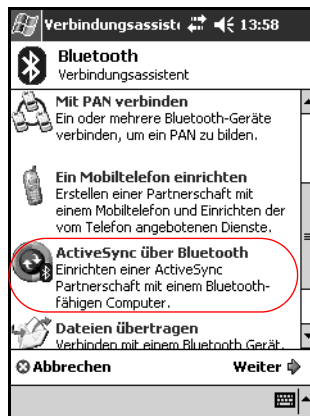 Verbindungsassiste 13:58
Bluetooth
Verbindungsassistent
Mit PAN verbinden
Ein oder mehrere Bluetooth-Geräte
verbinden, um ein PAN zu bilden.
Ein Mobiltelefon einrichten
Erstellen einer Partnerschaft mit
einem Mobiltelefon und Einrichten der
vom Telefon angebotenen Dienste.
ActiveSync über Bluetooth
Einrichten einer ActiveSync
Partnerschaft mit einem Bluetooth-
fähigen Computer.
Dateien übertragen
Verbinden mit einem Bluetooth Gerät,
Abbrechen Weiter